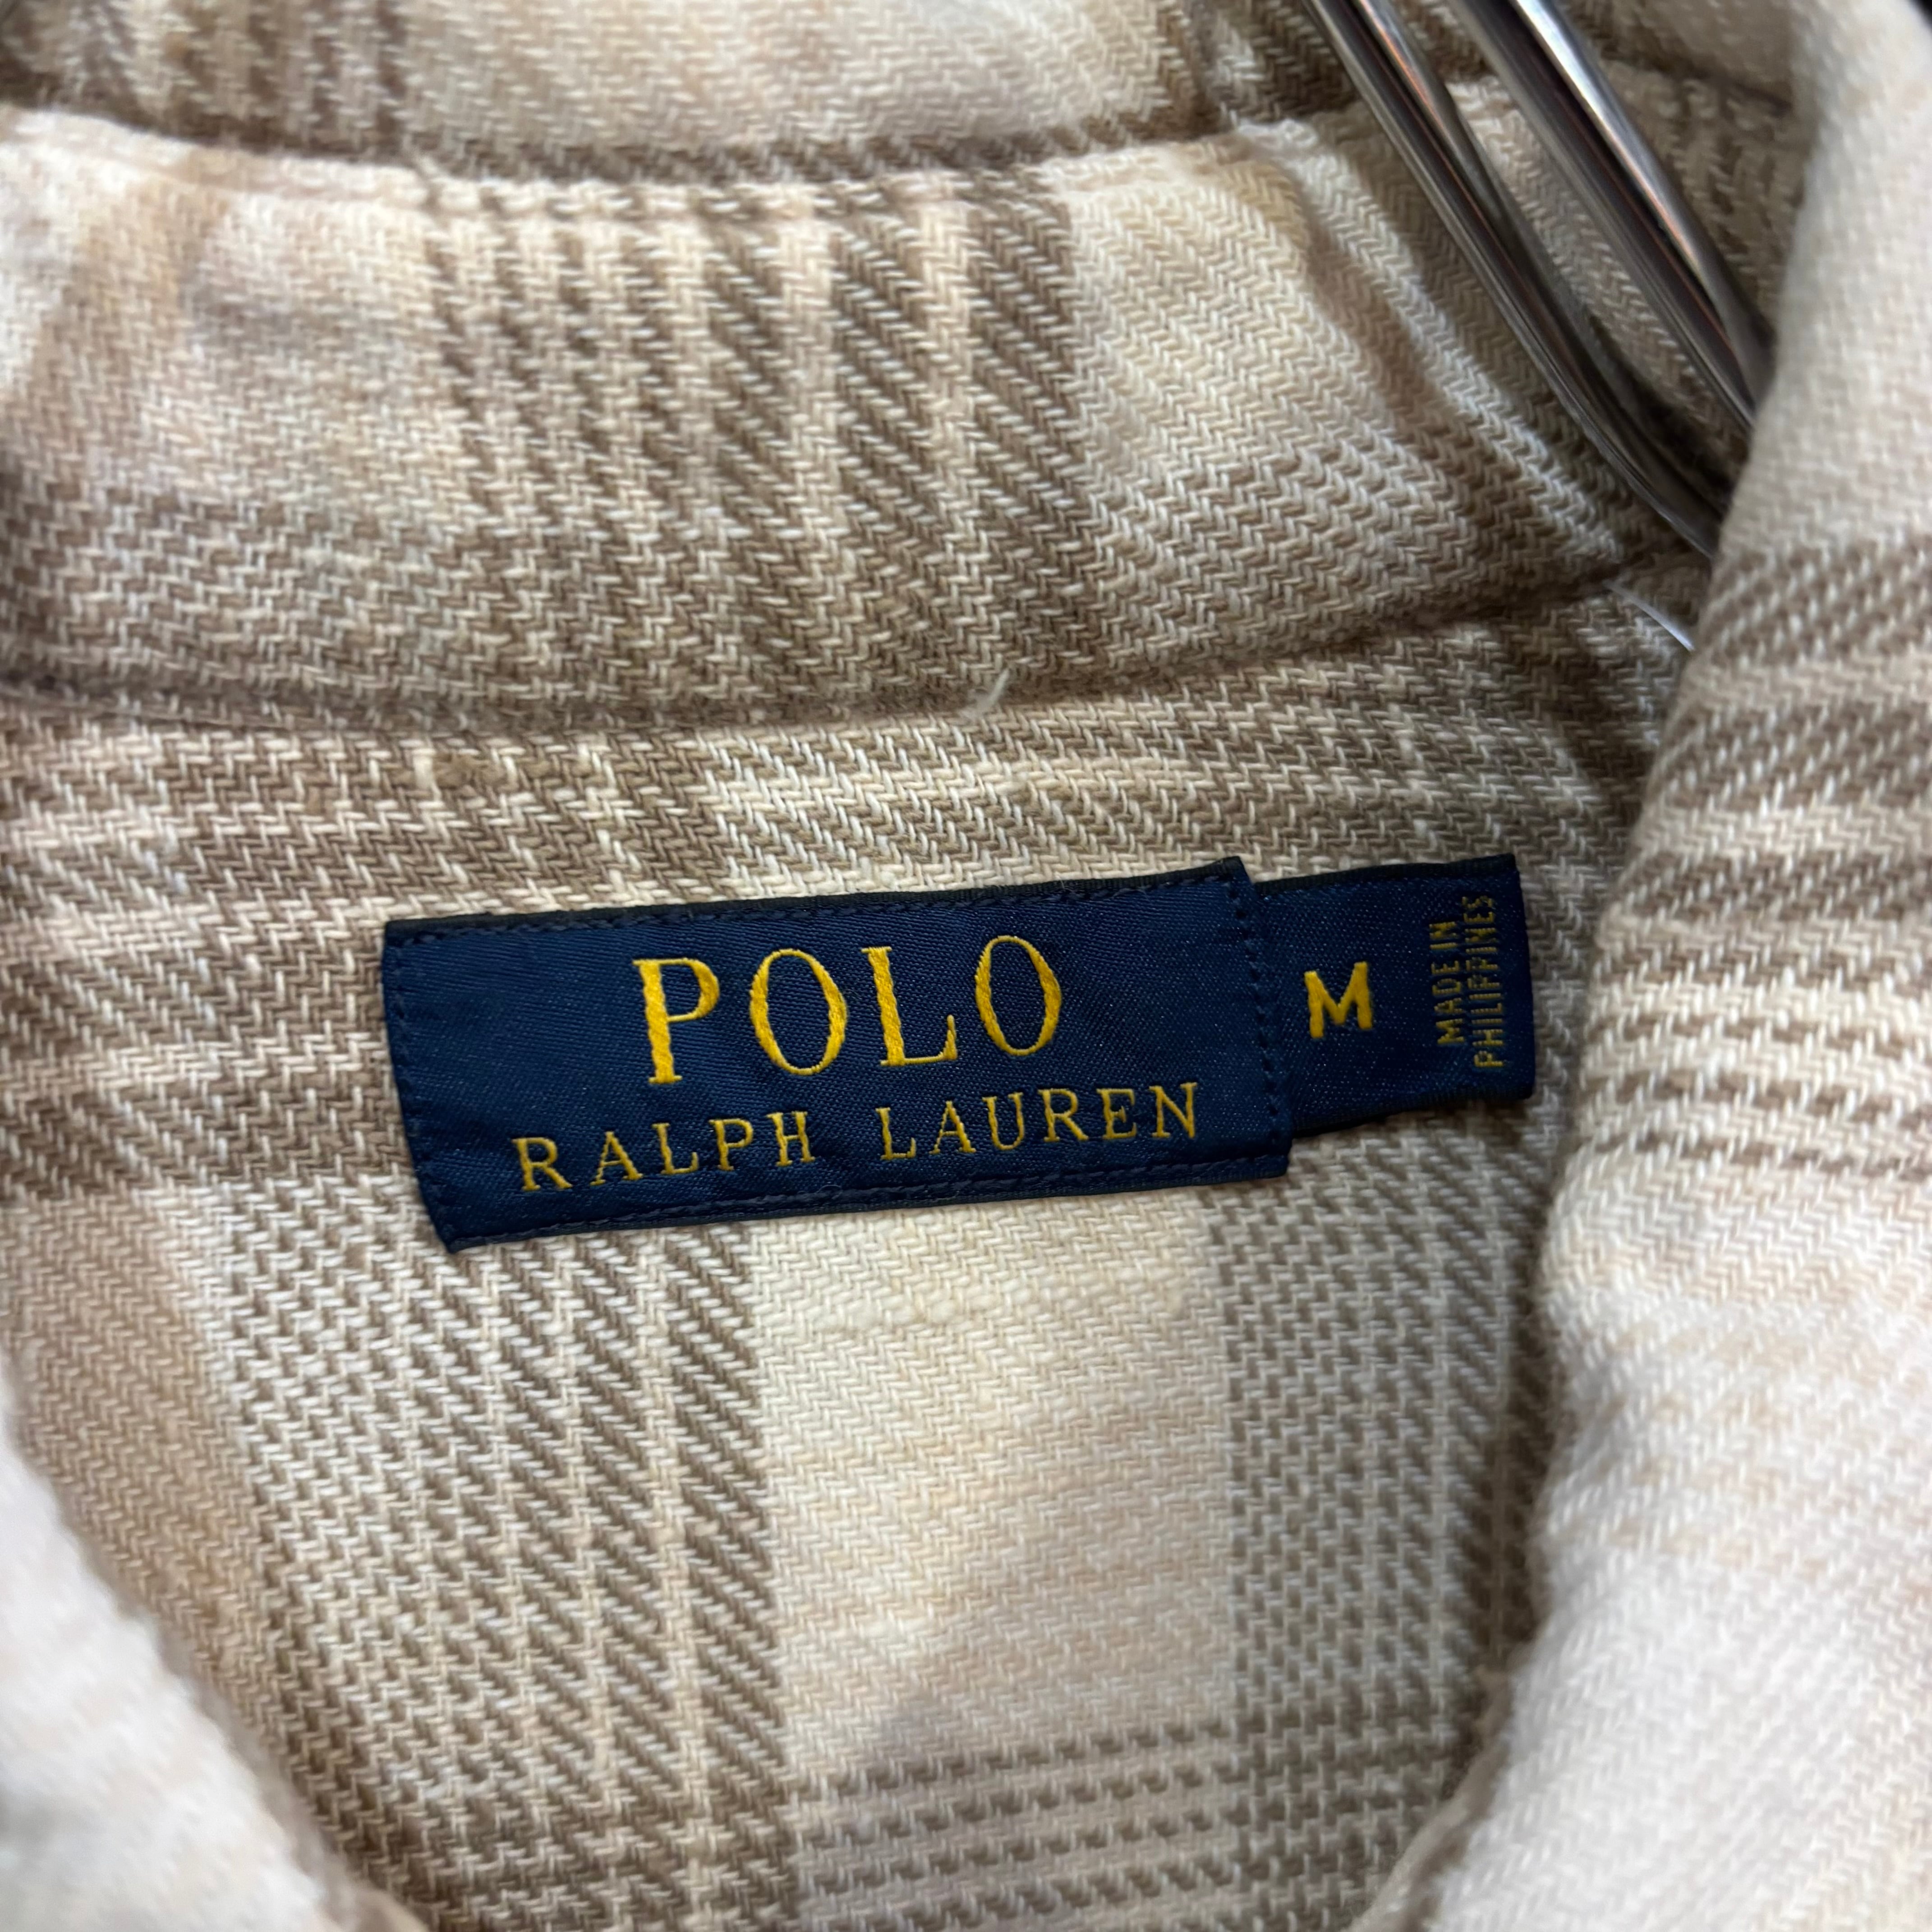 POLO
RALPH LAUREN
M
MADE IN
PHILIPPINES